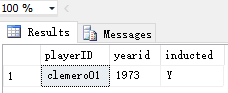 100 %
Results Messages
playerID yearid inducted
1 clemero01 1973 Y